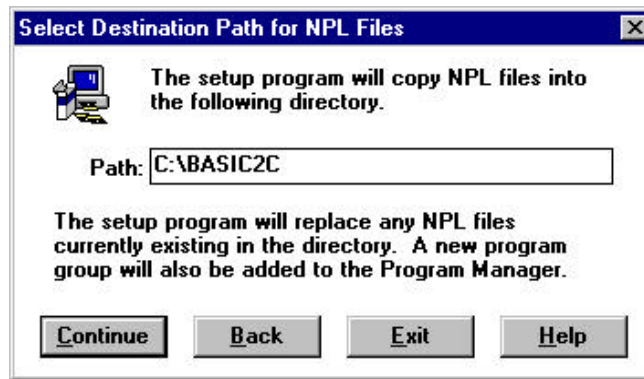 Select Destination Path for NPL Files
The setup program will copy NPL files into
the following directory.
Path: C:\BASIC2C
The setup program will replace any NPL files
currently existing in the directory. A new program
group will also be added to the Program Manager.
Continue Back Exit Help